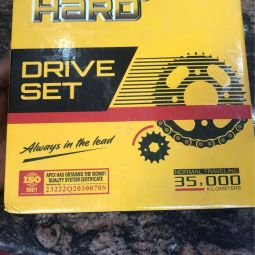 HARD
DRIVE
SET
Always in the lead
ISO
9001
APEX HAS OBTAINED THE ISO9001
QUALITY SYSTEM CERTIFICATE
23222Q2030070S
NORMAL TRAVELING
35,000
KILOMETERS